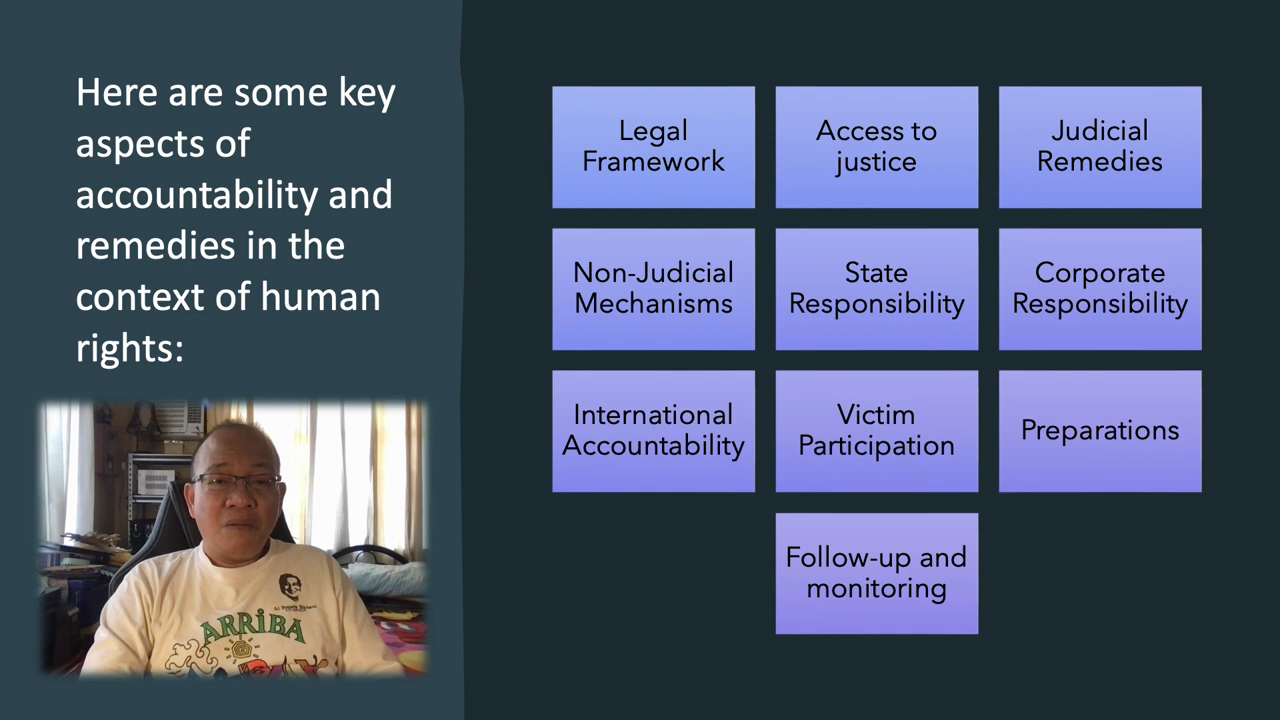 Here are some key
aspects of
accountability and
remedies in the
context of human
rights:
Legal
Framework
Access to
justice
Judicial
Remedies
Non-Judicial
Mechanisms
State
Responsibility
Corporate
Responsibility
International
Accountability
Victim
Participation
Preparations
Follow-up and
monitoring
ARRiBA